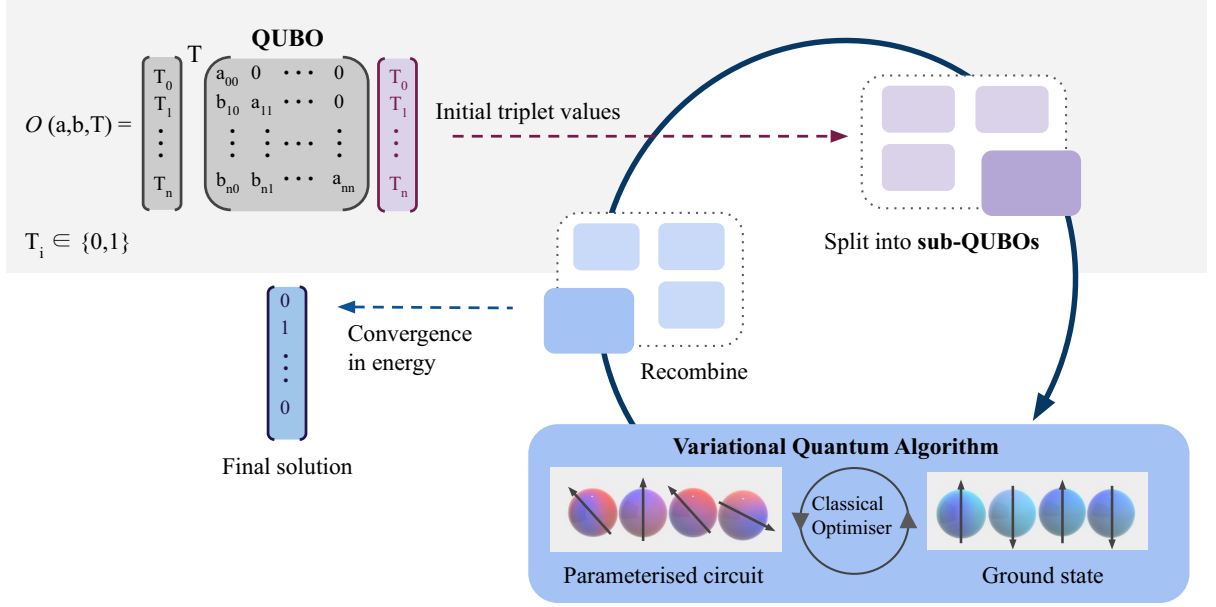 QUBO
O (a,b,T) =
T
T₀ a₀₀ 0 ··· 0 T₀
T₁ b₁₀ a₁₁ ··· 0 T₁
⋮ ⋮ ⋮ ··· ⋮ ⋮
Tₙ bₙ₀ bₙ₁ ··· aₙₙ Tₙ
Tᵢ ∈ {0,1}
Initial triplet values
Split into sub-QUBOs
Recombine
Convergence
in energy
0
1
⋮
0
Final solution
Variational Quantum Algorithm
Classical
Optimiser
Parameterised circuit
Ground state